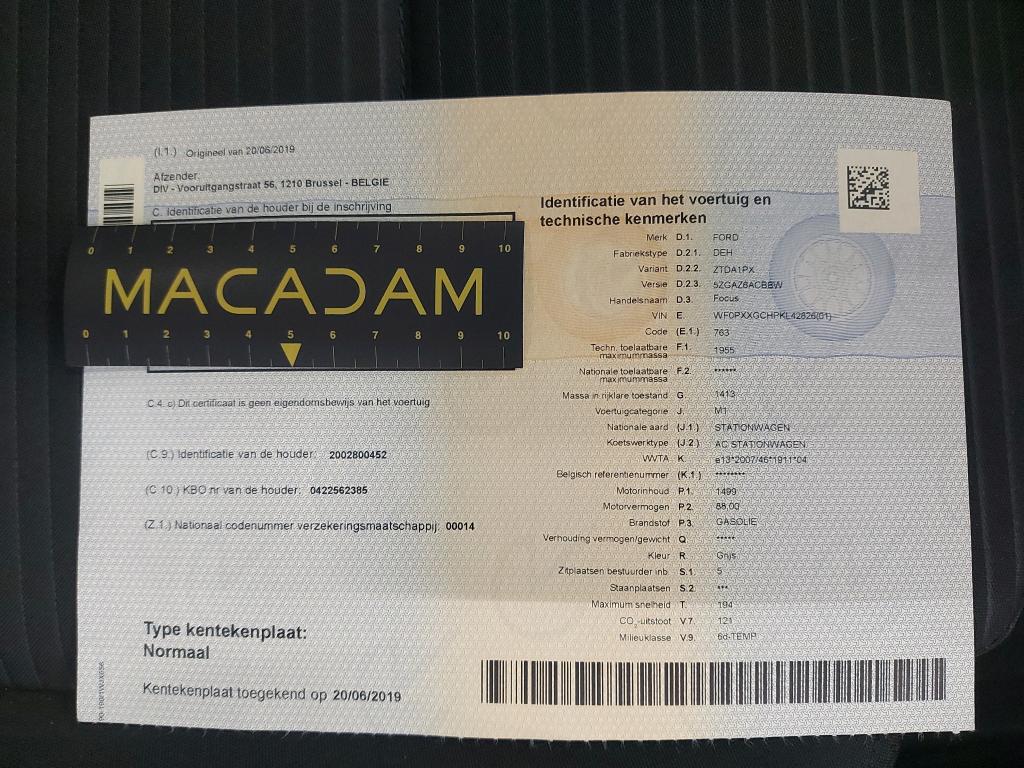 (I.1.) Origineel van 20/06/2019
Afzender:
DIV - Vooruitgangstraat 56, 1210 Brussel - BELGIE
C. Identificatie van de houder bij de inschrijving
0 1 2 3 4 5 6 7 8 9 10
MACADAM
0 1 2 3 4 5 6 7 8 9 10
C.4. c) Dit certificaat is geen eigendomsbewijs van het voertuig
(C.9.) Identificatie van de houder: 2002800452
(C.10.) KBO nr van de houder: 0422562385
(Z.1.) Nationaal codenummer verzekeringsmaatschappij: 00014
Type kentekenplaat:
Normaal
Kentekenplaat toegekend op 20/06/2019
Identificatie van het voertuig en
technische kenmerken
Merk D.1. FORD
Fabriekstype D.2.1. DEH
Variant D.2.2. ZTDA1PX
Versie D.2.3. 5ZGAZ6ACBBW
Handelsnaam D.3. Focus
VIN E. WF0PXXGCHPKL42826(01)
Code (E.1.) 763
Techn. toelaatbare F.1. 1955
maximummassa
Nationale toelaatbare F.2. ******
maximummassa
Massa in rijklare toestand G. 1413
Voertuigcategorie J. M1
Nationale aard (J.1.) STATIONWAGEN
Koetswerktype (J.2.) AC STATIONWAGEN
WVTA K. e13*2007/46*1911*04
Belgisch referentienummer (K.1.) ********
Motorinhoud P.1. 1499
Motorvermogen P.2. 88,00
Brandstof P.3. GASOLIE
Verhouding vermogen/gewicht Q. *****
Kleur R. Grijs
Zitplaatsen bestuurder inb. S.1. 5
Staanplaatsen S.2. ***
Maximum snelheid T. 194
CO₂-uitstoot V.7. 121
Milieuklasse V.9. 6d-TEMP